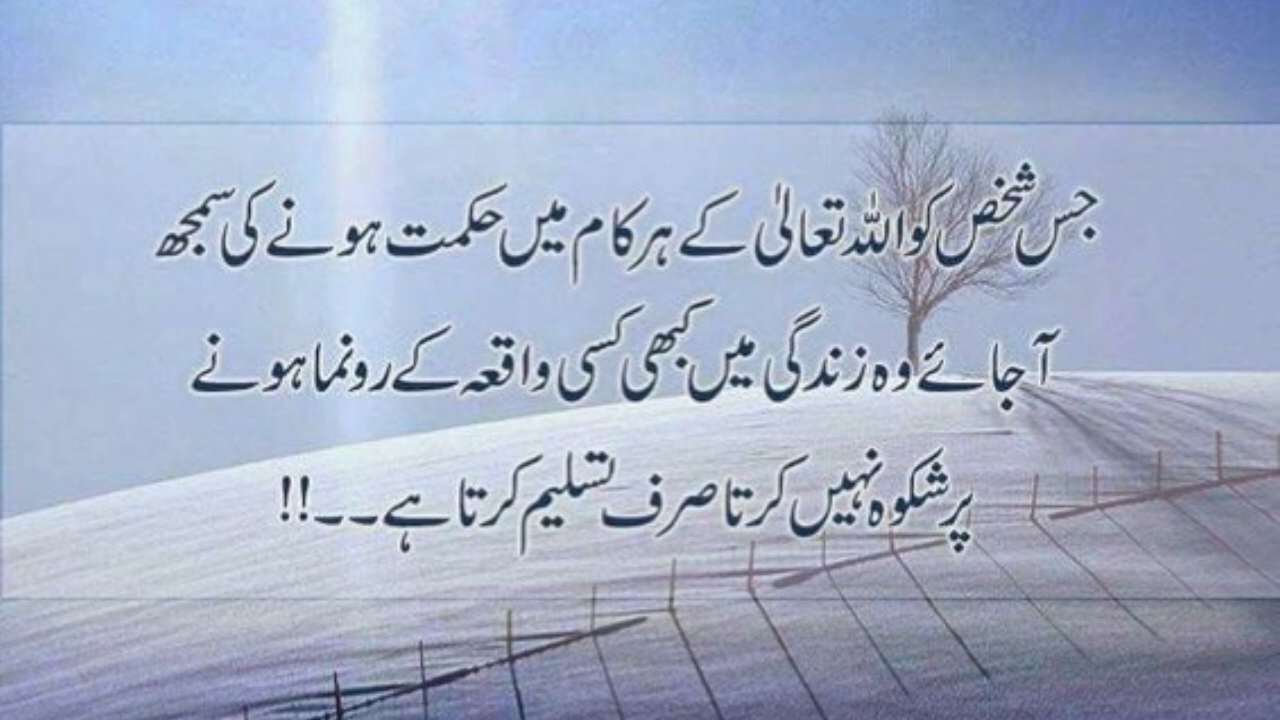 جس شخص کو اللہ تعالیٰ کے ہر کام میں حکمت ہونے کی سمجھ
آ جائے وہ زندگی میں کبھی کسی واقعہ کے رونما ہونے
پر شکوہ نہیں کرتا صرف تسلیم کرتا ہے۔۔!!